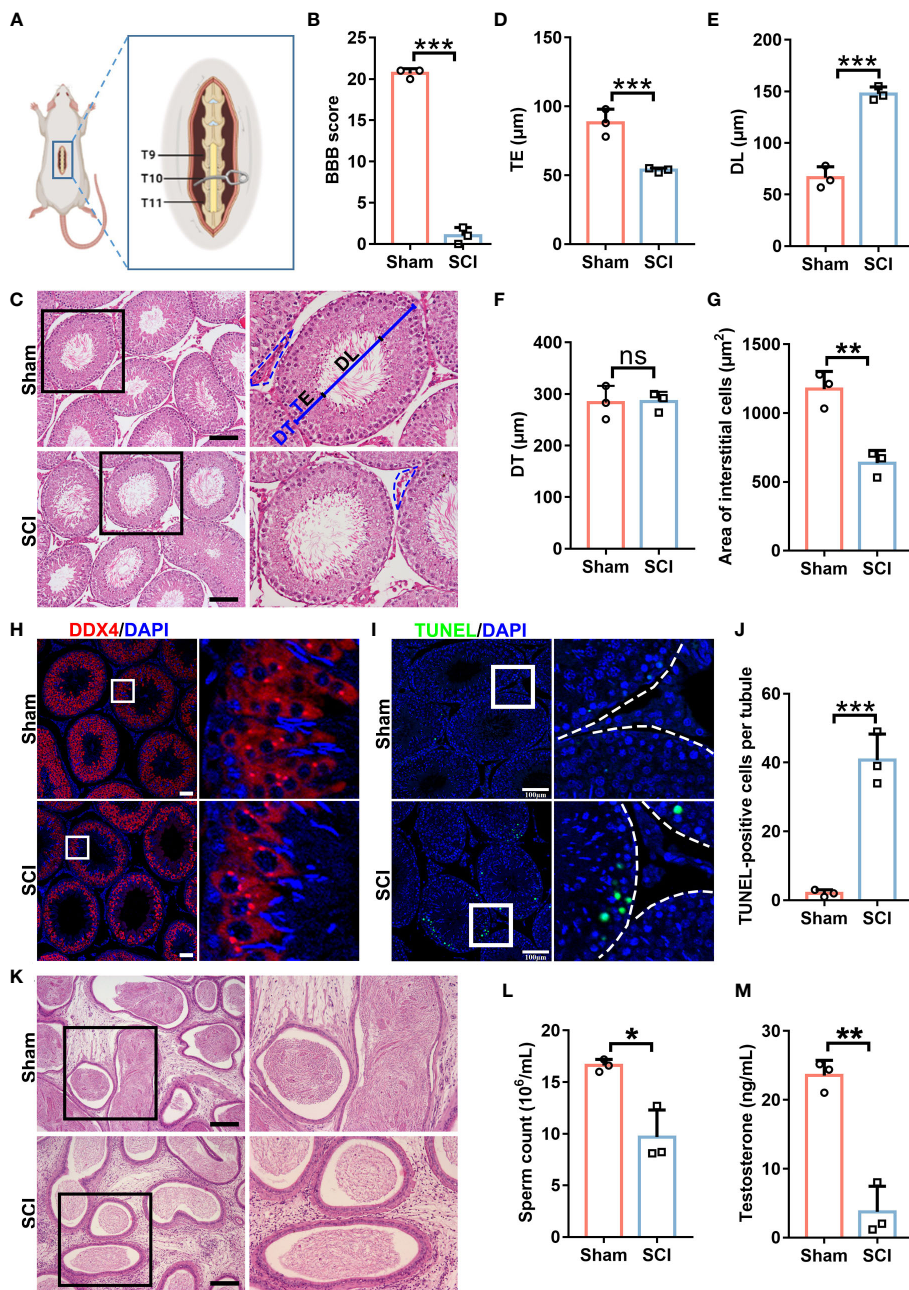 A
T9
T10
T11
B
BBB score
25
20
15
10
5
0
***
Sham
SCI
D
TE (μm)
150
100
50
0
***
Sham
SCI
E
DL (μm)
200
150
100
50
0
***
Sham
SCI
C
Sham
SCI
DT
TE
DL
F
DT (μm)
400
300
200
100
0
ns
Sham
SCI
G
Area of interstitial cells (μm²)
1500
1000
500
0
**
Sham
SCI
H
DDX4/DAPI
Sham
SCI
I
TUNEL/DAPI
Sham
100μm
SCI
100μm
J
TUNEL-positive cells per tubule
60
40
20
0
***
Sham
SCI
K
Sham
SCI
L
Sperm count (10⁶/mL)
20
15
10
5
0
*
Sham
SCI
M
Testosterone (ng/mL)
30
20
10
0
**
Sham
SCI